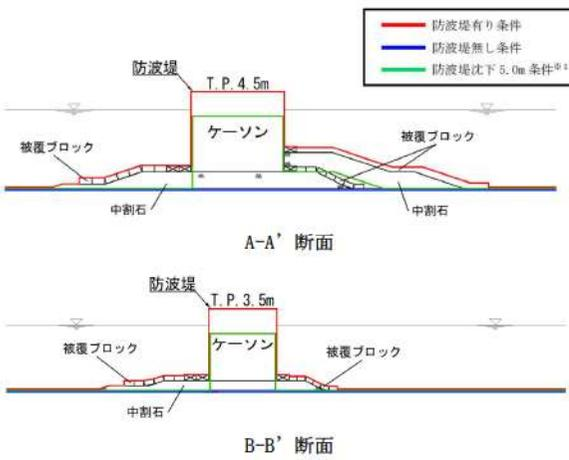 防波堤有り条件
防波堤無し条件
防波堤沈下5.0m条件※1
防波堤
T.P.4.5m
ケーソン
被覆ブロック
被覆ブロック
中割石
中割石
A-A' 断面
防波堤
T.P.3.5m
ケーソン
被覆ブロック
被覆ブロック
中割石
B-B' 断面